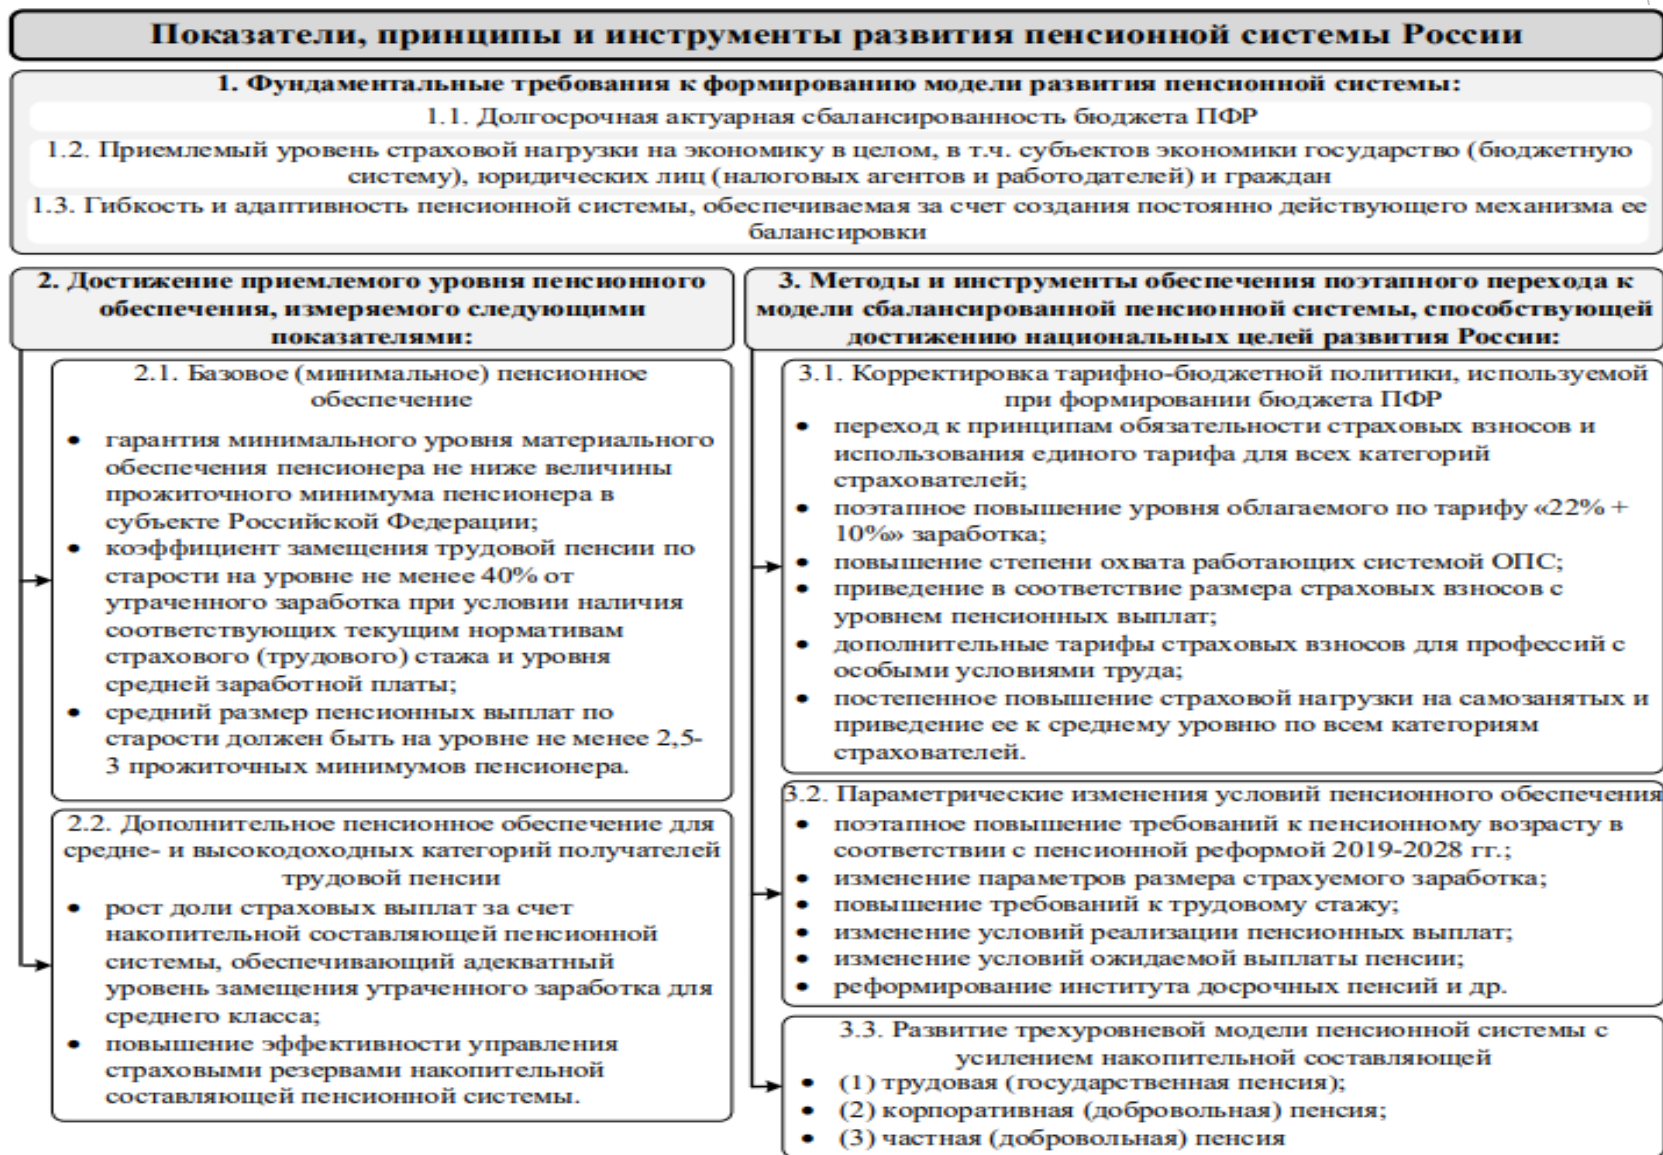 Показатели, принципы и инструменты развития пенсионной системы России
1. Фундаментальные требования к формированию модели развития пенсионной системы:
1.1. Долгосрочная актуарная сбалансированность бюджета ПФР
1.2. Приемлемый уровень страховой нагрузки на экономику в целом, в т.ч. субъектов экономики государство (бюджетную
систему), юридических лиц (налоговых агентов и работодателей) и граждан
1.3. Гибкость и адаптивность пенсионной системы, обеспечиваемая за счет создания постоянно действующего механизма ее
балансировки
2. Достижение приемлемого уровня пенсионного
обеспечения, измеряемого следующими
показателями:
2.1. Базовое (минимальное) пенсионное
обеспечение
• гарантия минимального уровня материального
обеспечения пенсионера не ниже величины
прожиточного минимума пенсионера в
субъекте Российской Федерации;
• коэффициент замещения трудовой пенсии по
старости на уровне не менее 40% от
утраченного заработка при условии наличия
соответствующих текущим нормативам
страхового (трудового) стажа и уровня
средней заработной платы;
• средний размер пенсионных выплат по
старости должен быть на уровне не менее 2,5-
3 прожиточных минимумов пенсионера.
2.2. Дополнительное пенсионное обеспечение для
средне- и высокодоходных категорий получателей
трудовой пенсии
• рост доли страховых выплат за счет
накопительной составляющей пенсионной
системы, обеспечивающий адекватный
уровень замещения утраченного заработка для
среднего класса;
• повышение эффективности управления
страховыми резервами накопительной
составляющей пенсионной системы.
3. Методы и инструменты обеспечения поэтапного перехода к
модели сбалансированной пенсионной системы, способствующей
достижению национальных целей развития России:
3.1. Корректировка тарифно-бюджетной политики, используемой
при формировании бюджета ПФР
• переход к принципам обязательности страховых взносов и
использования единого тарифа для всех категорий
страхователей;
• поэтапное повышение уровня облагаемого по тарифу «22% +
10%» заработка;
• повышение степени охвата работающих системой ОПС;
• приведение в соответствие размера страховых взносов с
уровнем пенсионных выплат;
• дополнительные тарифы страховых взносов для профессий с
особыми условиями труда;
• постепенное повышение страховой нагрузки на самозанятых и
приведение ее к среднему уровню по всем категориям
страхователей.
3.2. Параметрические изменения условий пенсионного обеспечения
• поэтапное повышение требований к пенсионному возрасту в
соответствии с пенсионной реформой 2019-2028 гг.;
• изменение параметров размера страхуемого заработка;
• повышение требований к трудовому стажу;
• изменение условий реализации пенсионных выплат;
• изменение условий ожидаемой выплаты пенсии;
• реформирование института досрочных пенсий и др.
3.3. Развитие трехуровневой модели пенсионной системы с
усилением накопительной составляющей
• (1) трудовая (государственная пенсия);
• (2) корпоративная (добровольная) пенсия;
• (3) частная (добровольная) пенсия